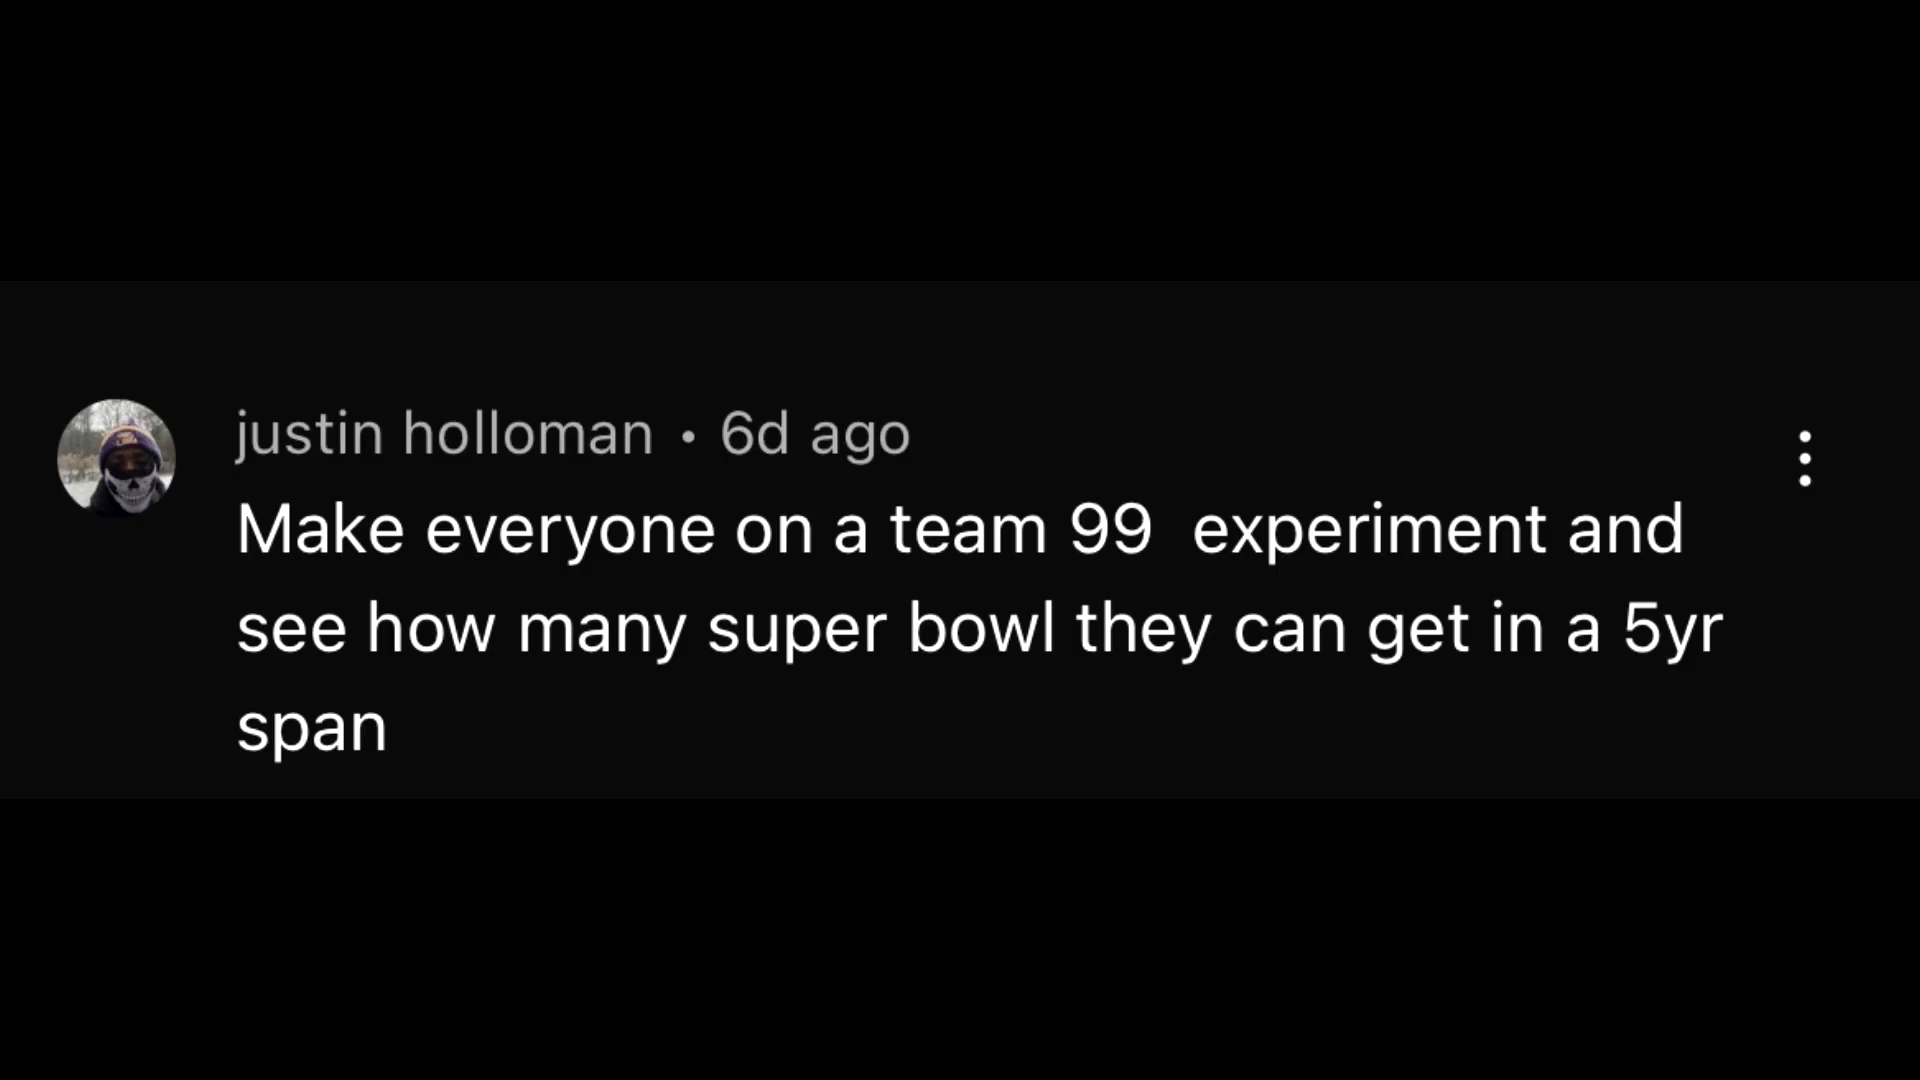 justin holloman • 6d ago
Make everyone on a team 99  experiment and
see how many super bowl they can get in a 5yr
span